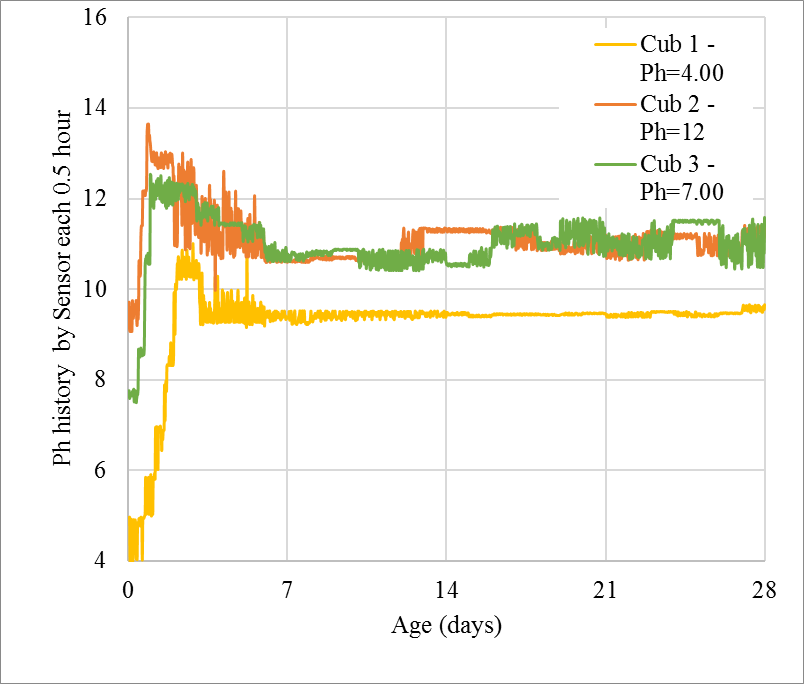 16
14
12
10
8
6
4
0
7
14
21
28
Ph history by Sensor each 0.5 hour
Age (days)
Cub 1 -
Ph=4.00
Cub 2 -
Ph=12
Cub 3 -
Ph=7.00